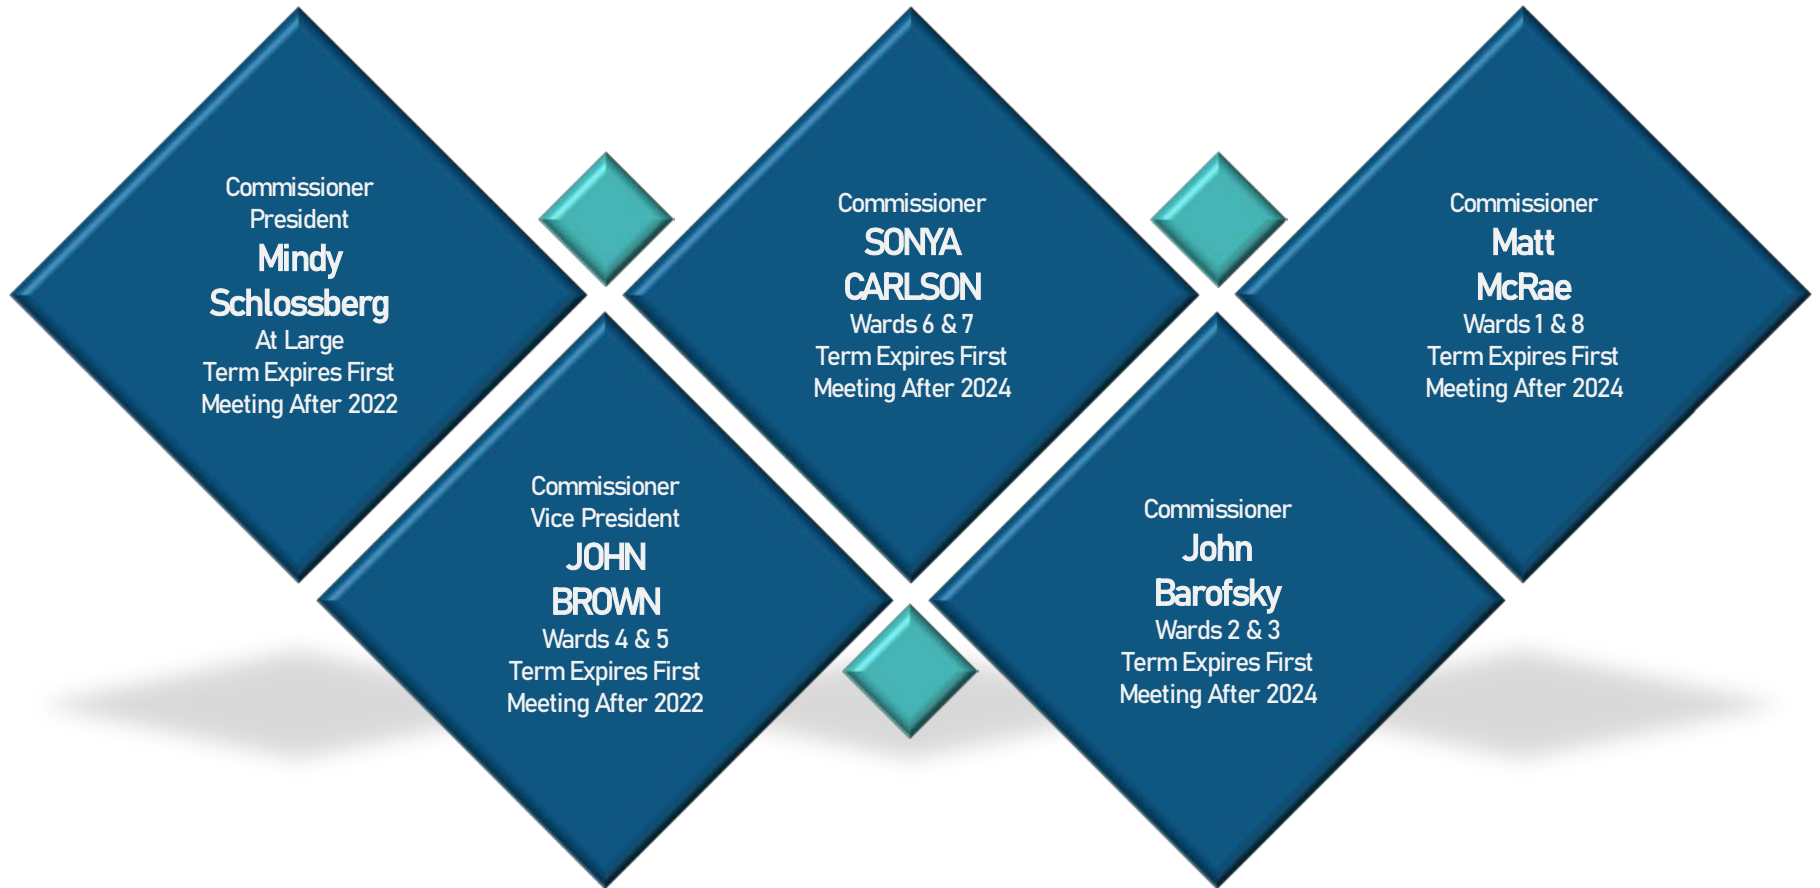 Commissioner
President
Mindy
Schlossberg
At Large
Term Expires First
Meeting After 2022
Commissioner
Vice President
JOHN
BROWN
Wards 4 & 5
Term Expires First
Meeting After 2022
Commissioner
SONYA
CARLSON
Wards 6 & 7
Term Expires First
Meeting After 2024
Commissioner
John
Barofsky
Wards 2 & 3
Term Expires First
Meeting After 2024
Commissioner
Matt
McRae
Wards 1 & 8
Term Expires First
Meeting After 2024